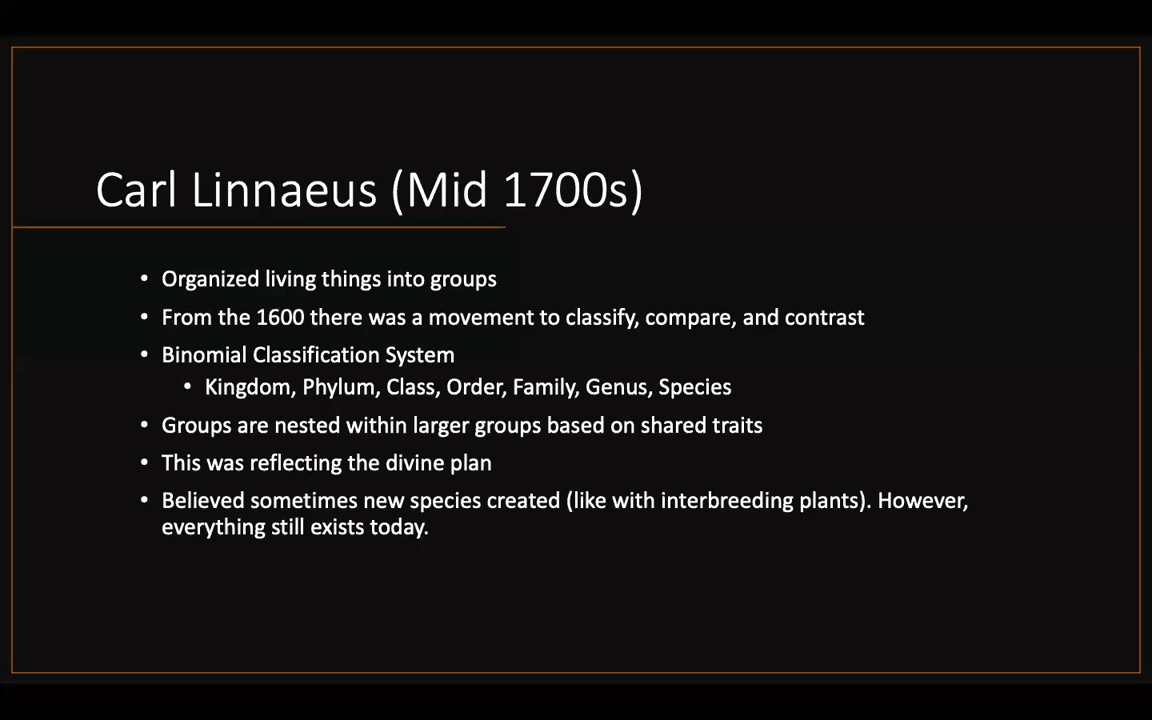 Carl Linnaeus (Mid 1700s)
• Organized living things into groups
• From the 1600 there was a movement to classify, compare, and contrast
• Binomial Classification System
• Kingdom, Phylum, Class, Order, Family, Genus, Species
• Groups are nested within larger groups based on shared traits
• This was reflecting the divine plan
• Believed sometimes new species created (like with interbreeding plants). However,
everything still exists today.